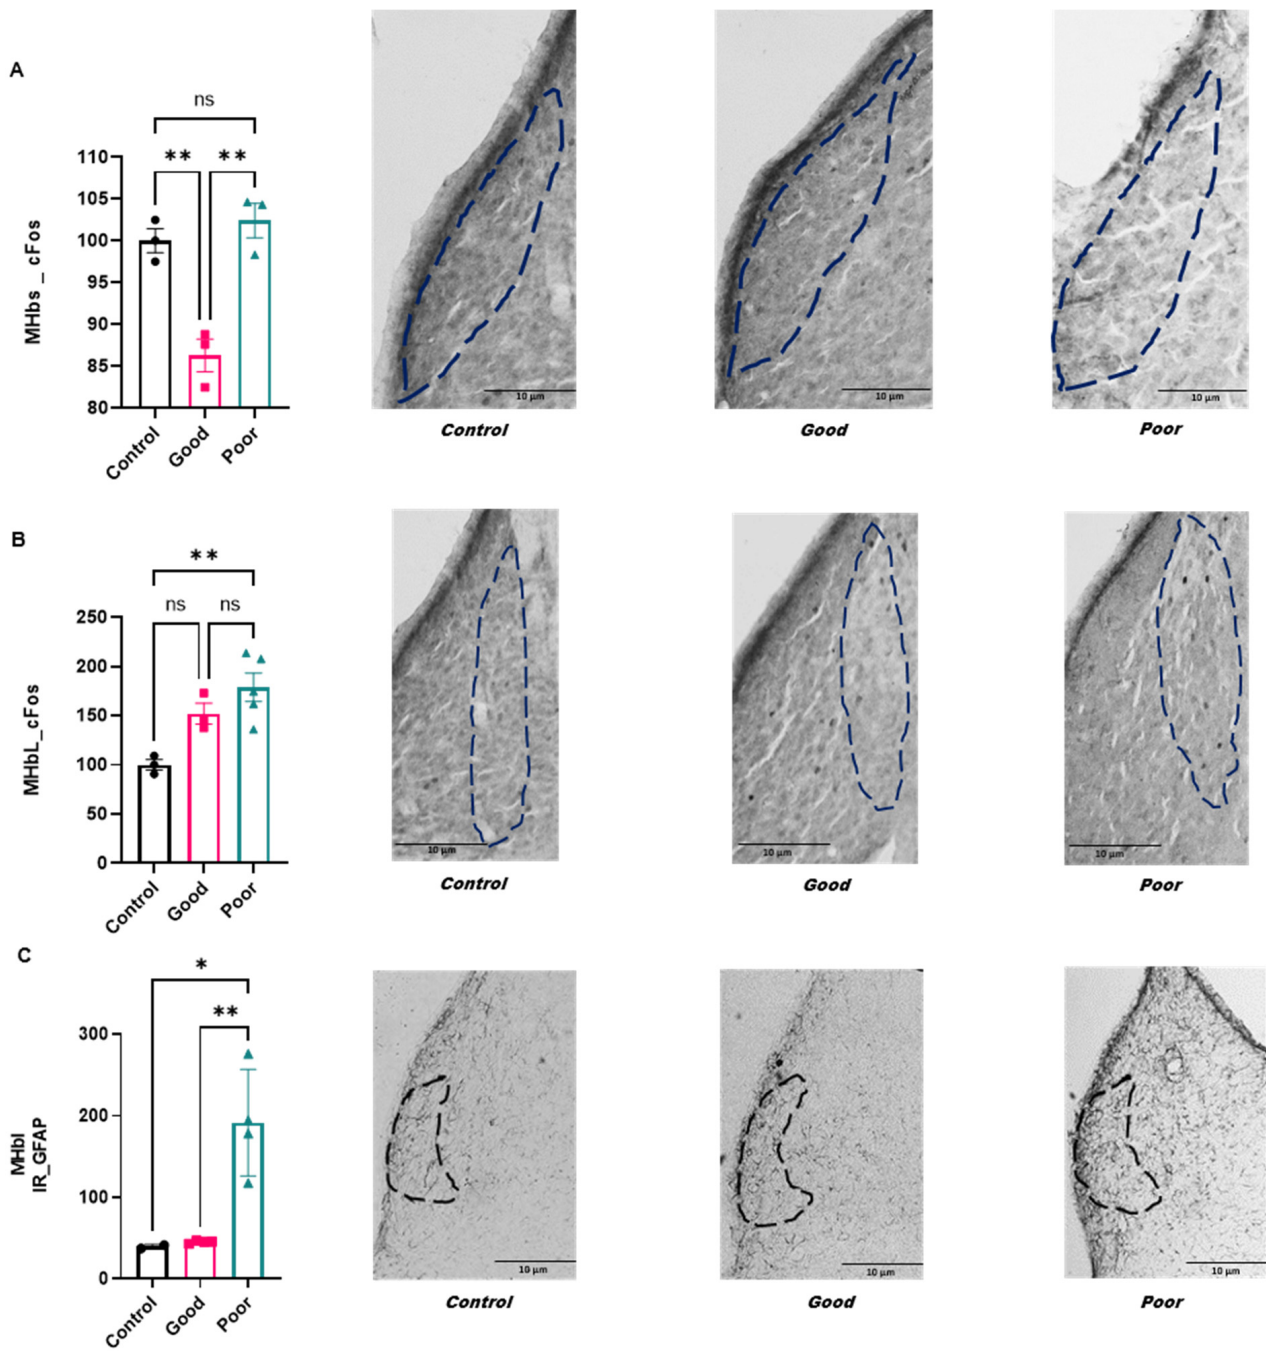 A
ns
** **
110
105
100
95
90
85
80
MHbs _ cFos
Control
Good
Poor
10 µm
10 µm
10 µm
Control
Good
Poor
B
**
ns ns
250
200
150
100
50
0
MHbL_cFos
Control
Good
Poor
10 µm
10 µm
10 µm
Control
Good
Poor
C
*
**
300
200
100
0
MHbI
IR_GFAP
Control
Good
Poor
10 µm
10 µm
10 µm
Control
Good
Poor